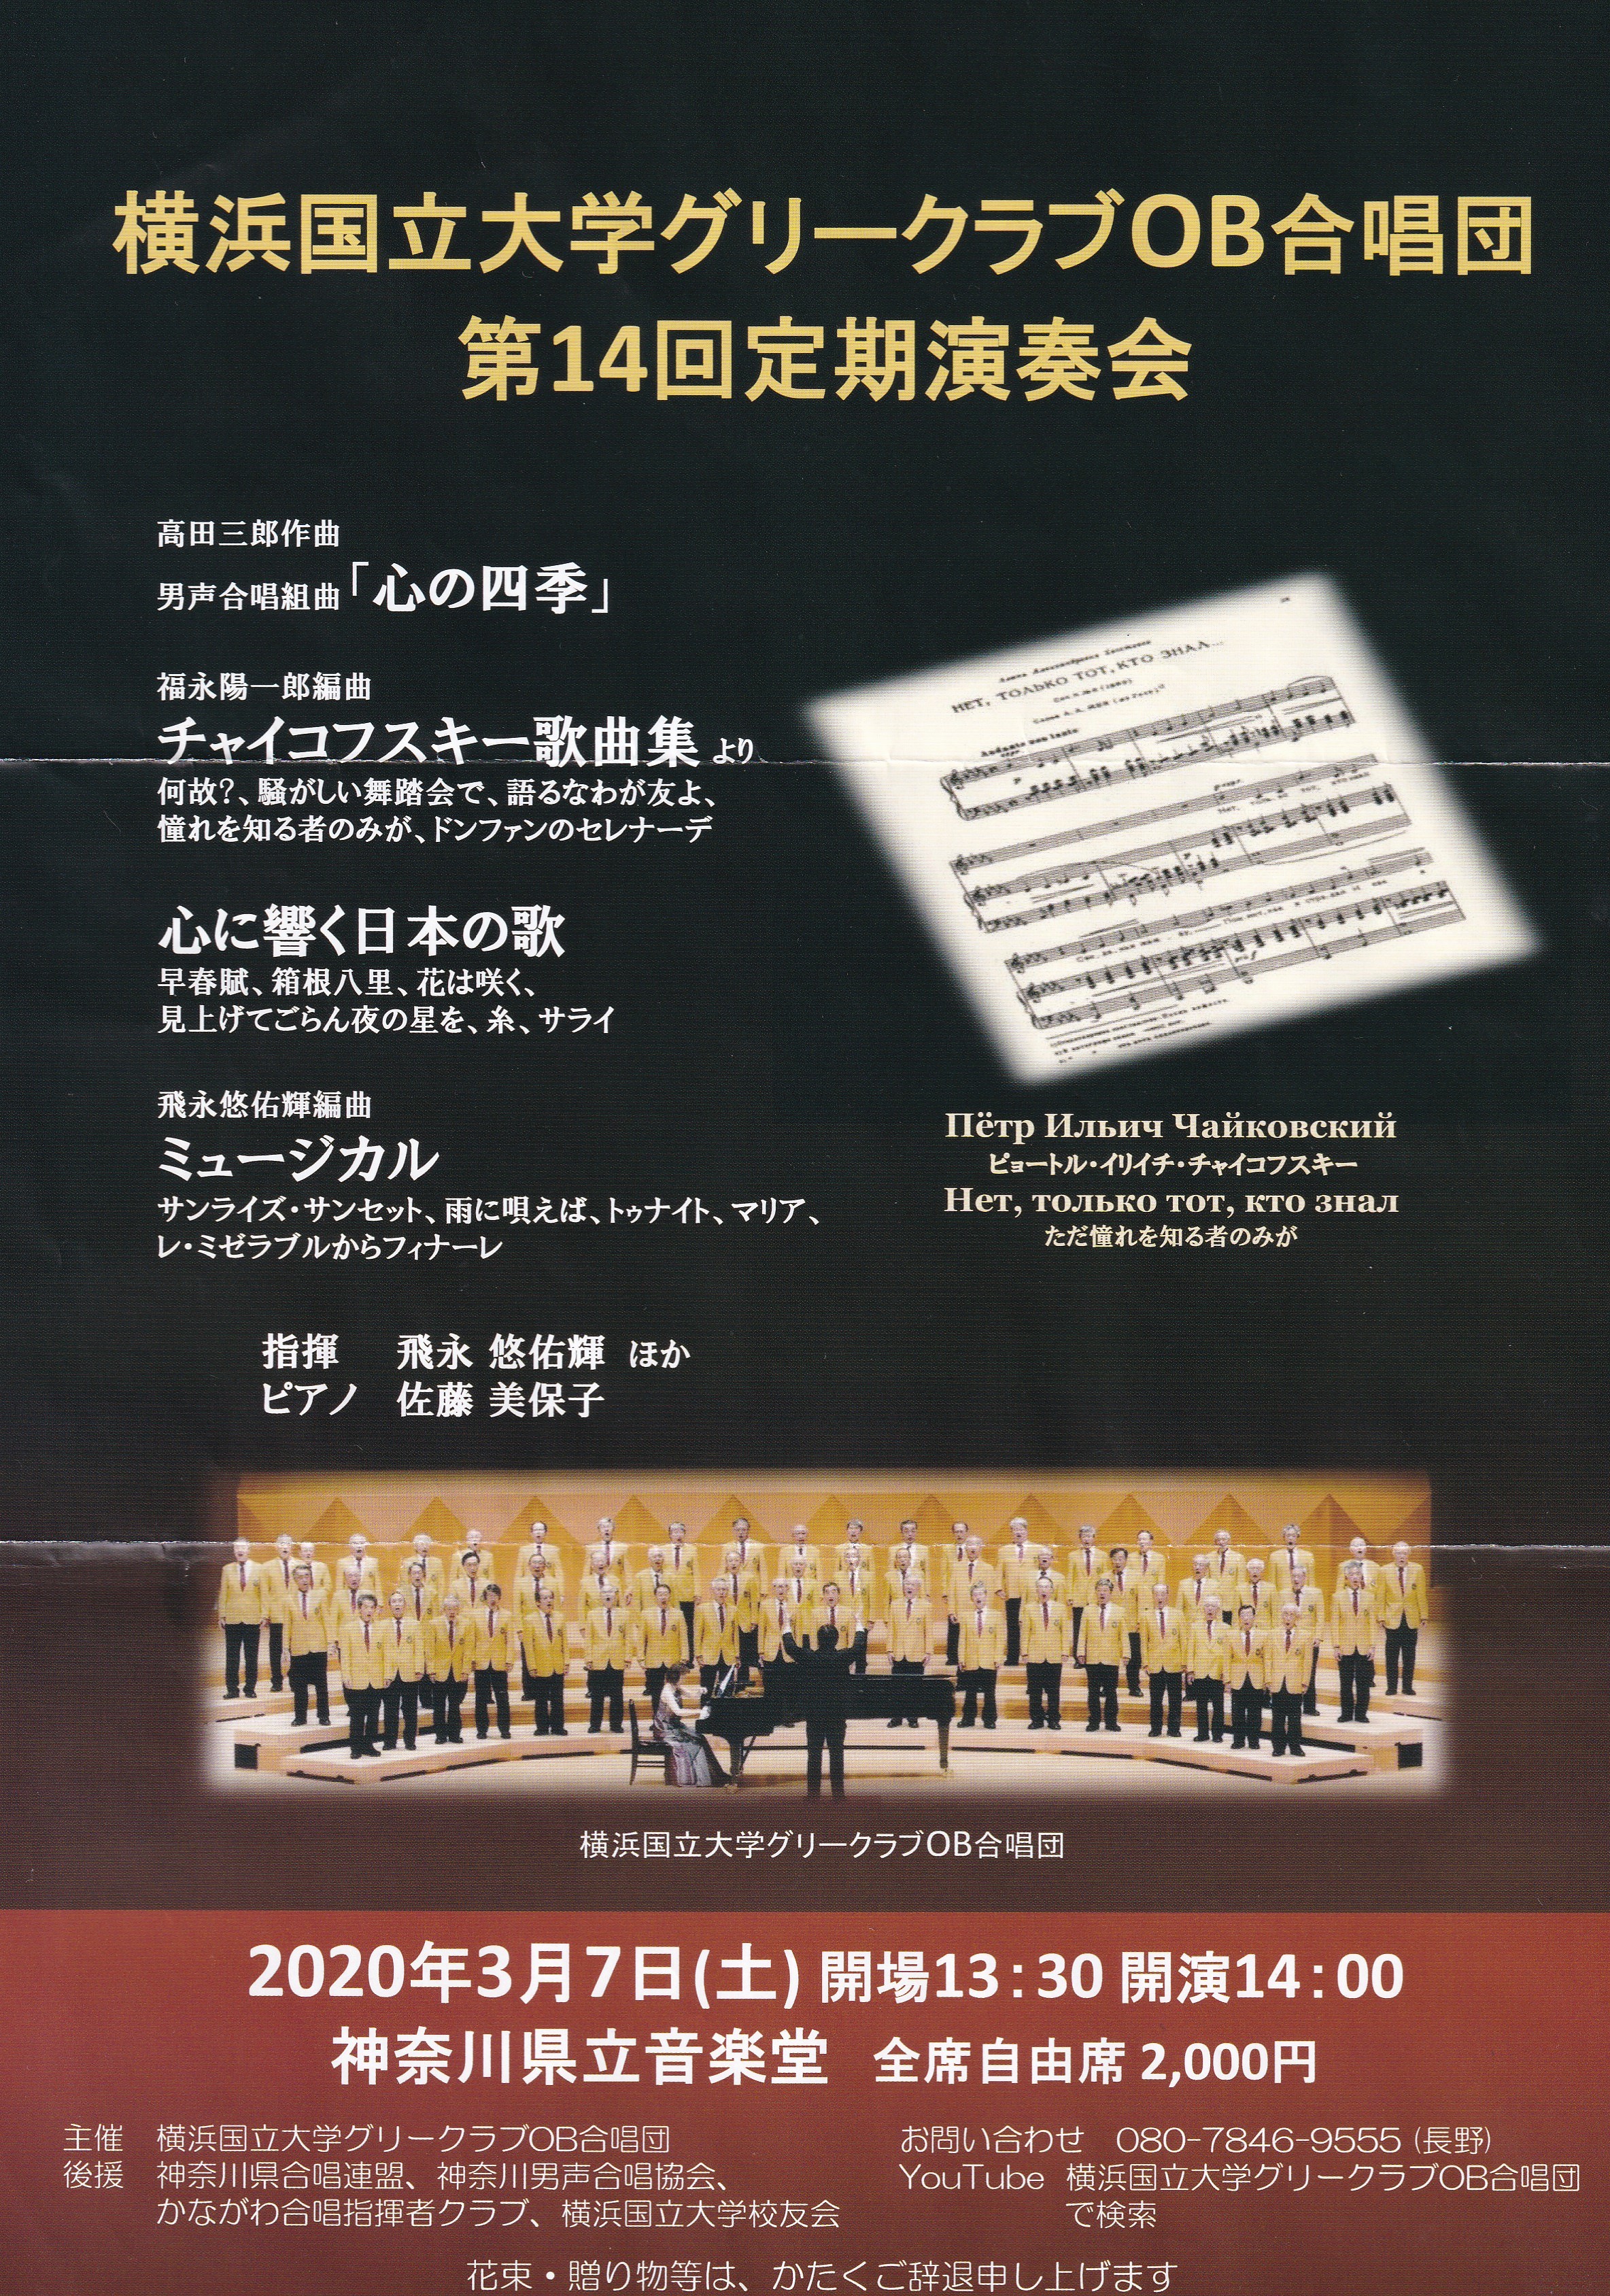 横浜国立大学グリークラブOB合唱団
第14回定期演奏会
高田三郎作曲
男声合唱組曲「心の四季」
福永陽一郎編曲
チャイコフスキー歌曲集より
何故?、騒がしい舞踏会で、語るなわが友よ、
憧れを知る者のみが、ドンファンのセレナーデ
心に響く日本の歌
早春賦、箱根八里、花は咲く、
見上げてごらん夜の星を、糸、サライ
飛永悠佑輝編曲
ミュージカル
サンライズ・サンセット、雨に唄えば、トゥナイト、マリア、
レ・ミゼラブルからフィナーレ
НЕТ, ТОЛЬКО ТОТ, КТО ЗНАЛ...
Пётр Ильич Чайковский
ピョートル・イリイチ・チャイコフスキー
Нет, только тот, кто знал
ただ憧れを知る者のみが
指揮 飛永 悠佑輝 ほか
ピアノ 佐藤 美保子
横浜国立大学グリークラブOB合唱団
2020年3月7日(土) 開場13:30 開演14:00
神奈川県立音楽堂 全席自由席 2,000円
主催 横浜国立大学グリークラブOB合唱団
後援 神奈川県合唱連盟、神奈川男声合唱協会、
かながわ合唱指揮者クラブ、横浜国立大学校友会
お問い合わせ 080-7846-9555 (長野)
YouTube 横浜国立大学グリークラブOB合唱団
で検索
花束・贈り物等は、かたくご辞退申し上げます